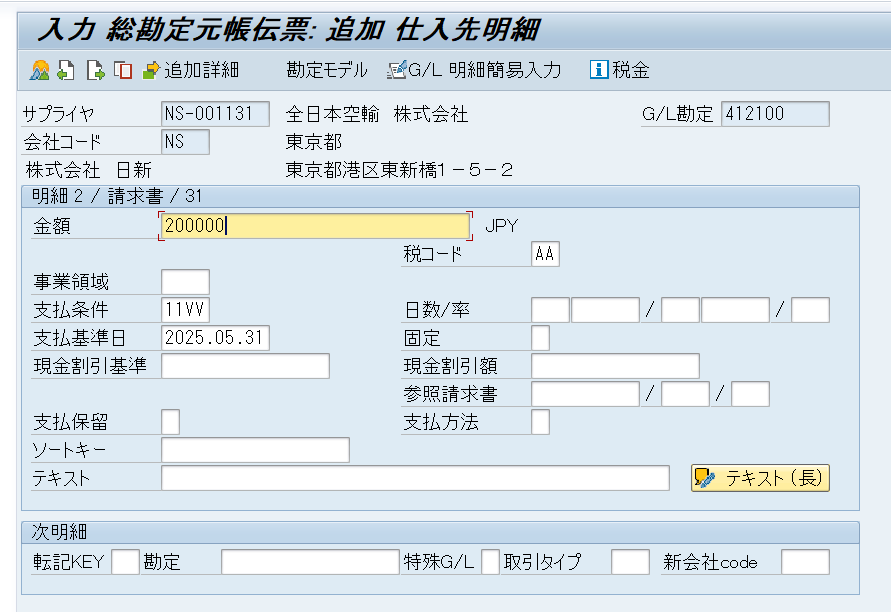 入力 総勘定元帳伝票: 追加 仕入先明細
追加詳細 勘定モデル G/L 明細簡易入力 税金
サプライヤ NS-001131 全日本空輸 株式会社 G/L勘定 412100
会社コード NS 東京都
株式会社 日新 東京都港区東新橋1－5－2
明細 2 / 請求書 / 31
金額 200000 JPY
税コード AA
事業領域
支払条件 11VV 日数/率 / /
支払基準日 2025.05.31 固定
現金割引基準 現金割引額
参照請求書 / /
支払保留 支払方法
ソートキー
テキスト テキスト（長）
次明細
転記KEY 勘定 特殊G/L 取引タイプ 新会社code